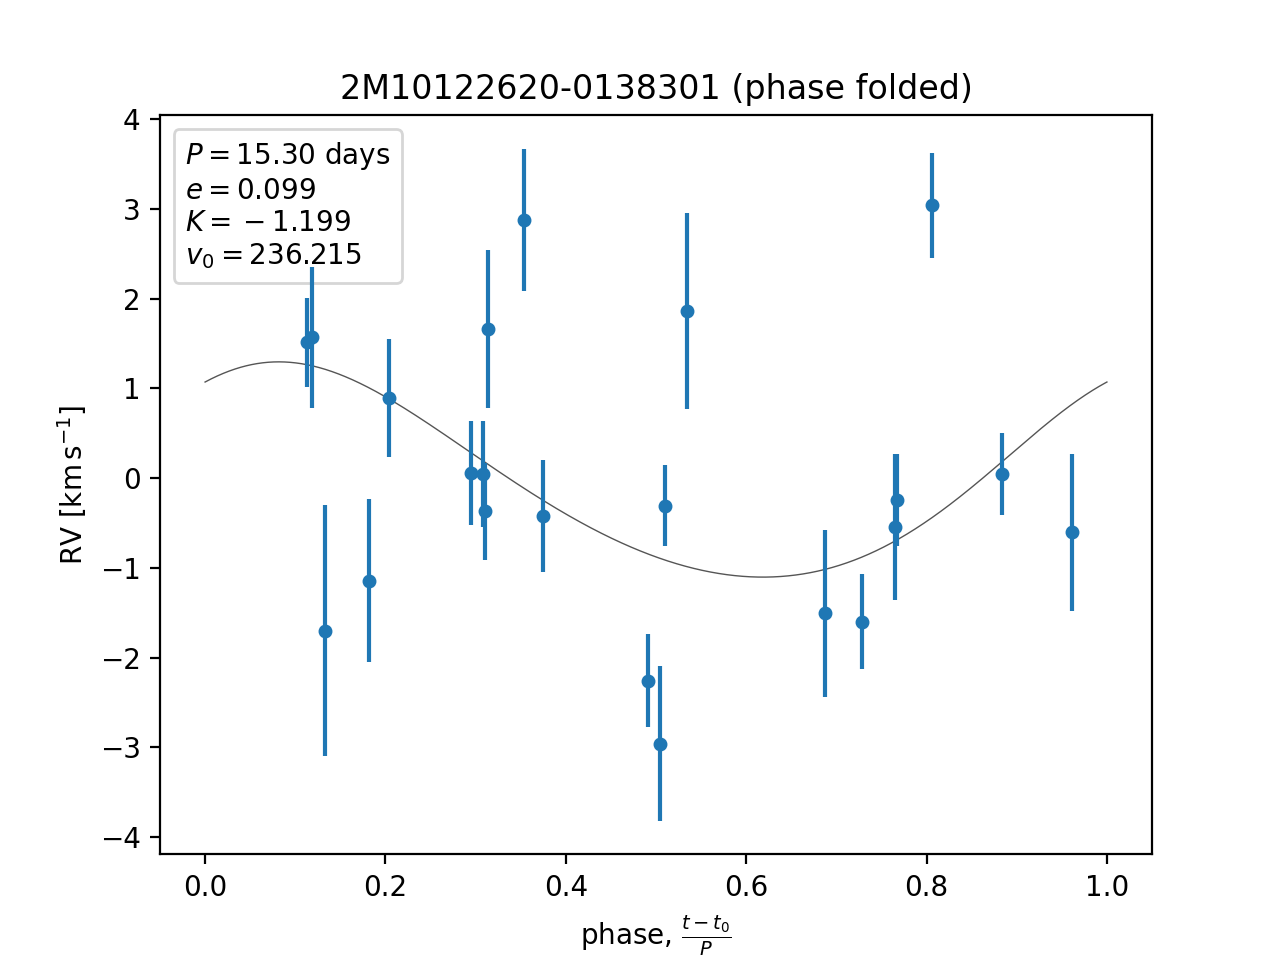 2M10122620-0138301 (phase folded)
P = 15.30 days
e = 0.099
K = −1.199
v₀ = 236.215
4
3
2
1
0
−1
−2
−3
−4
RV [km s⁻¹]
0.0 0.2 0.4 0.6 0.8 1.0
phase, (t − t₀)/P